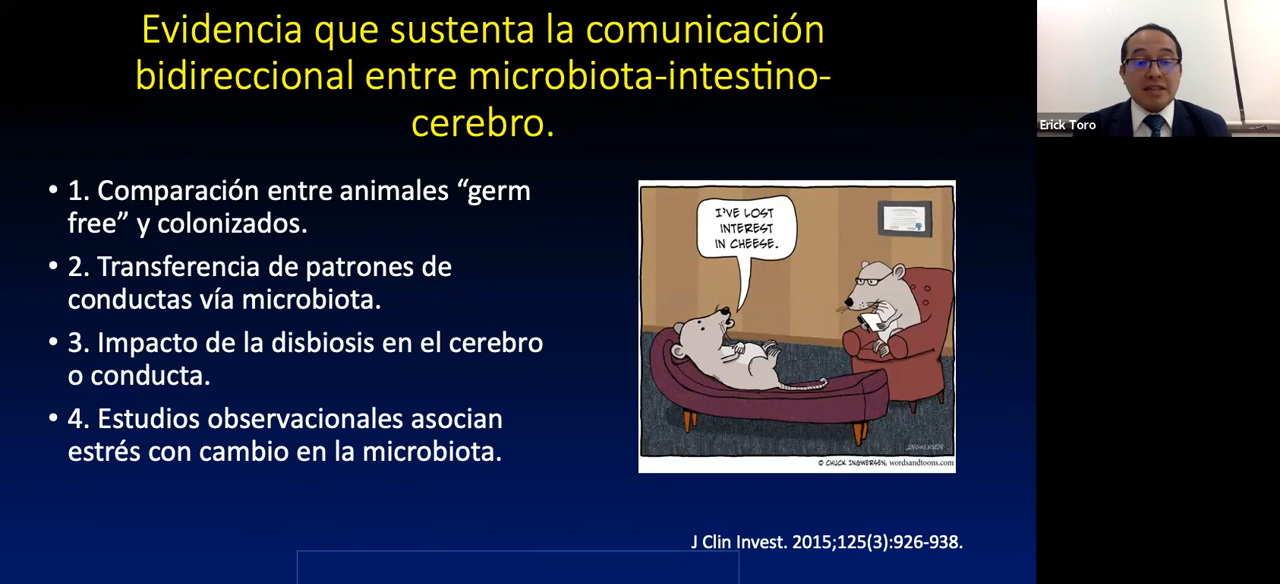 Evidencia que sustenta la comunicación
bidireccional entre microbiota-intestino-
cerebro.
• 1. Comparación entre animales “germ
free” y colonizados.
• 2. Transferencia de patrones de
conductas vía microbiota.
• 3. Impacto de la disbiosis en el cerebro
o conducta.
• 4. Estudios observacionales asocian
estrés con cambio en la microbiota.
I'VE LOST
INTEREST
IN CHEESE.
INGWERSEN
© CHUCK INGWERSEN, wordsandtoons.com
J Clin Invest. 2015;125(3):926-938.
Erick Toro